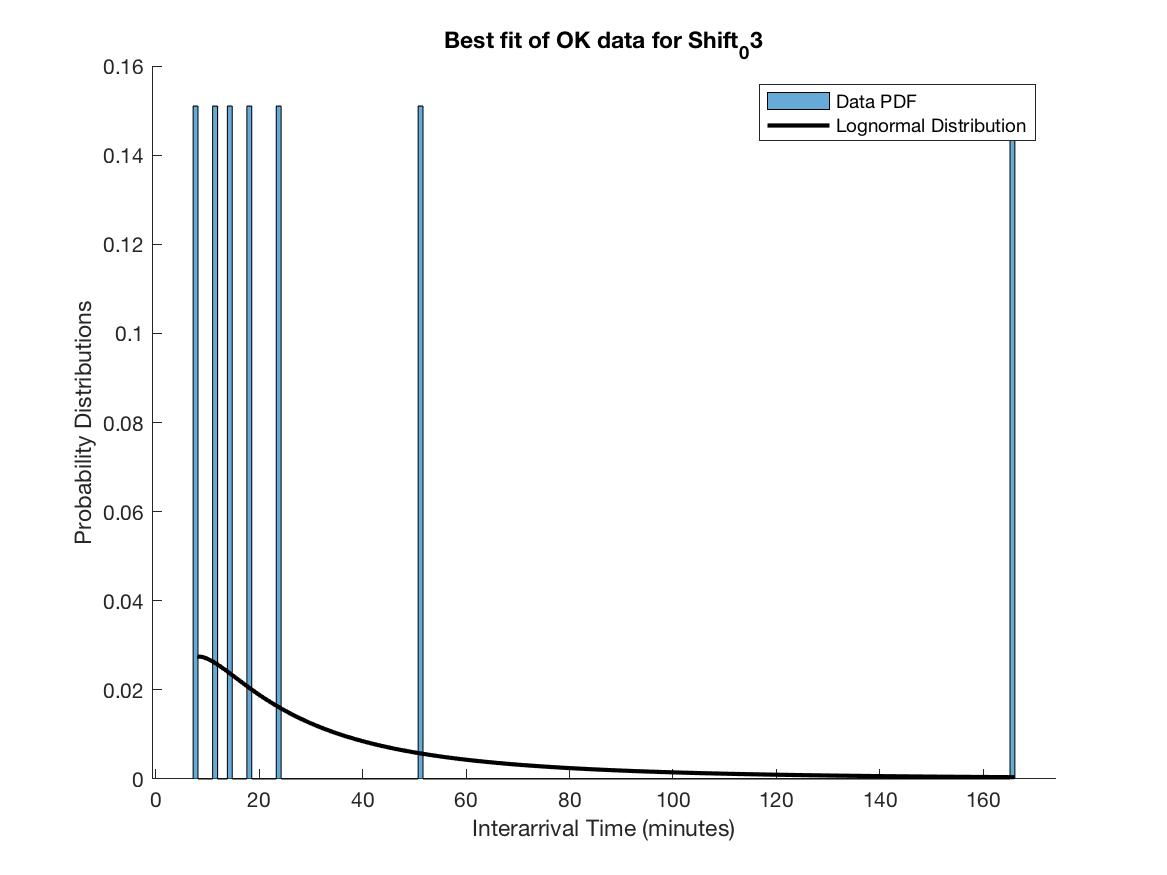 Best fit of OK data for Shift₀3
0.16
0.14
0.12
0.1
0.08
0.06
0.04
0.02
0
Probability Distributions
Data PDF
Lognormal Distribution
0 20 40 60 80 100 120 140 160
Interarrival Time (minutes)